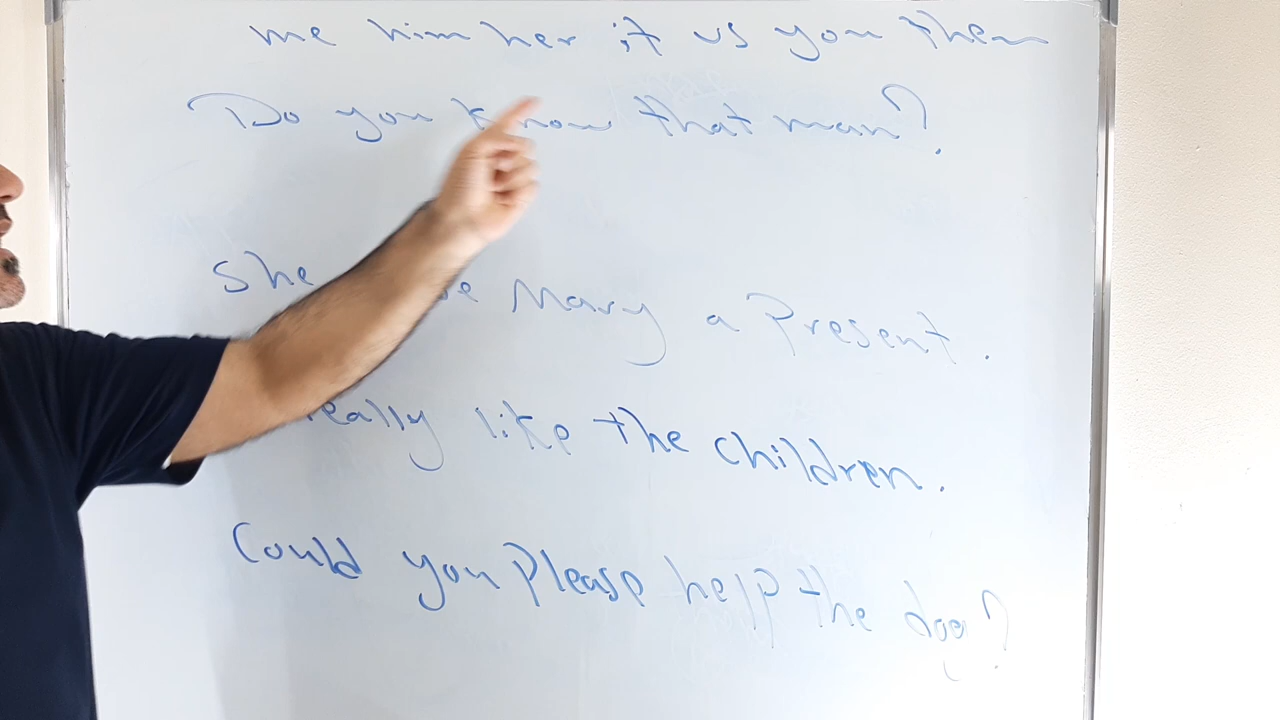 me him her it us you them
Do you know that man?
She Mary a Present.
really like the children.
Could you Please help the dog?